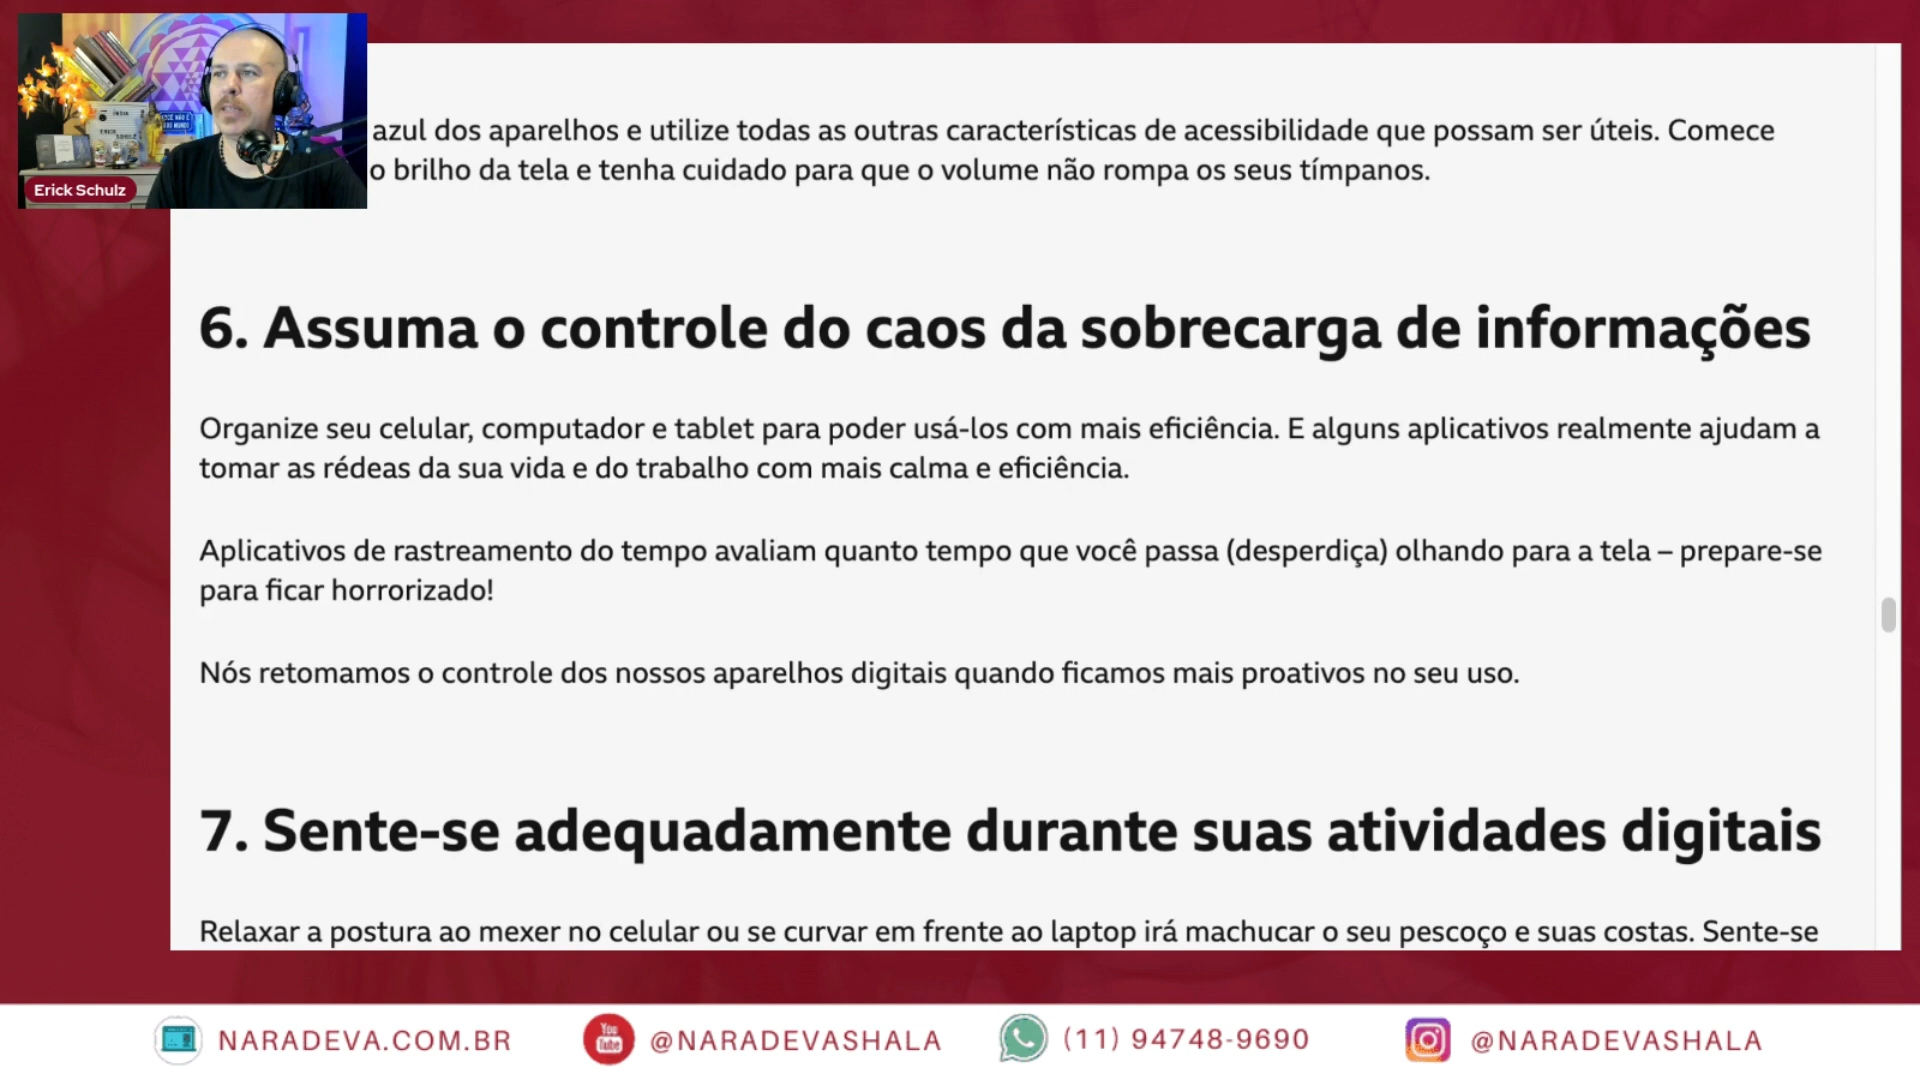 Erick Schulz
azul dos aparelhos e utilize todas as outras características de acessibilidade que possam ser úteis. Comece
o brilho da tela e tenha cuidado para que o volume não rompa os seus tímpanos.
6. Assuma o controle do caos da sobrecarga de informações
Organize seu celular, computador e tablet para poder usá-los com mais eficiência. E alguns aplicativos realmente ajudam a
tomar as rédeas da sua vida e do trabalho com mais calma e eficiência.
Aplicativos de rastreamento do tempo avaliam quanto tempo que você passa (desperdiça) olhando para a tela – prepare-se
para ficar horrorizado!
Nós retomamos o controle dos nossos aparelhos digitais quando ficamos mais proativos no seu uso.
7. Sente-se adequadamente durante suas atividades digitais
Relaxar a postura ao mexer no celular ou se curvar em frente ao laptop irá machucar o seu pescoço e suas costas. Sente-se
NARADEVA.COM.BR
You
Tube
@NARADEVASHALA
(11) 94748-9690
@NARADEVASHALA